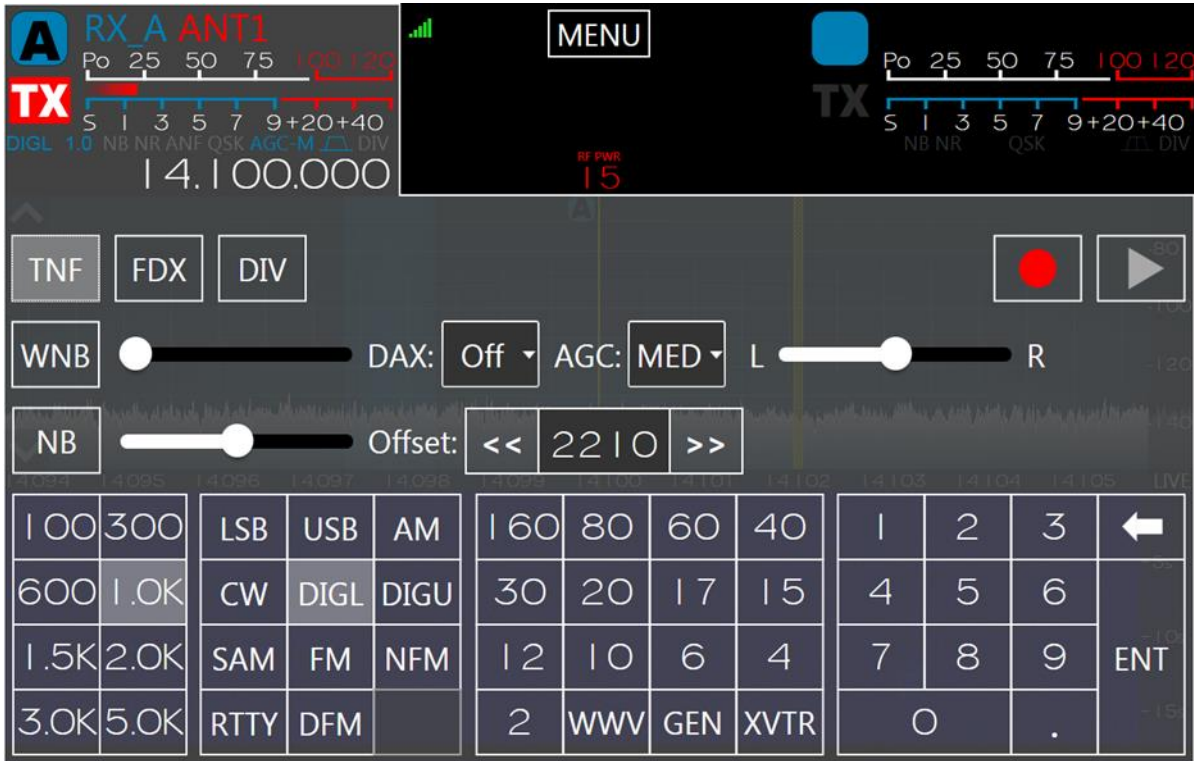 A RX_A ANT1 MENU
Po 25 50 75 100 120 Po 25 50 75 100 120
TX TX
S 1 3 5 7 9 +20 +40 S 1 3 5 7 9 +20 +40
DIGL 1.0 NB NR ANF QSK AGC-M DIV NB NR QSK DIV
RF PWR
14.100.000 15
A
TNF FDX DIV -80
-100
WNB DAX: Off AGC: MED L R -120
NB Offset: << 2210 >> -140
14.094 14.095 14.096 14.097 14.098 14.099 14.100 14.101 14.102 14.103 14.104 14.105 LIVE
100 300 LSB USB AM 160 80 60 40 1 2 3
-5s
600 1.0K CW DIGL DIGU 30 20 17 15 4 5 6
-10s
1.5K 2.0K SAM FM NFM 12 10 6 4 7 8 9 ENT
3.0K 5.0K RTTY DFM 2 WWV GEN XVTR 0 . -15s